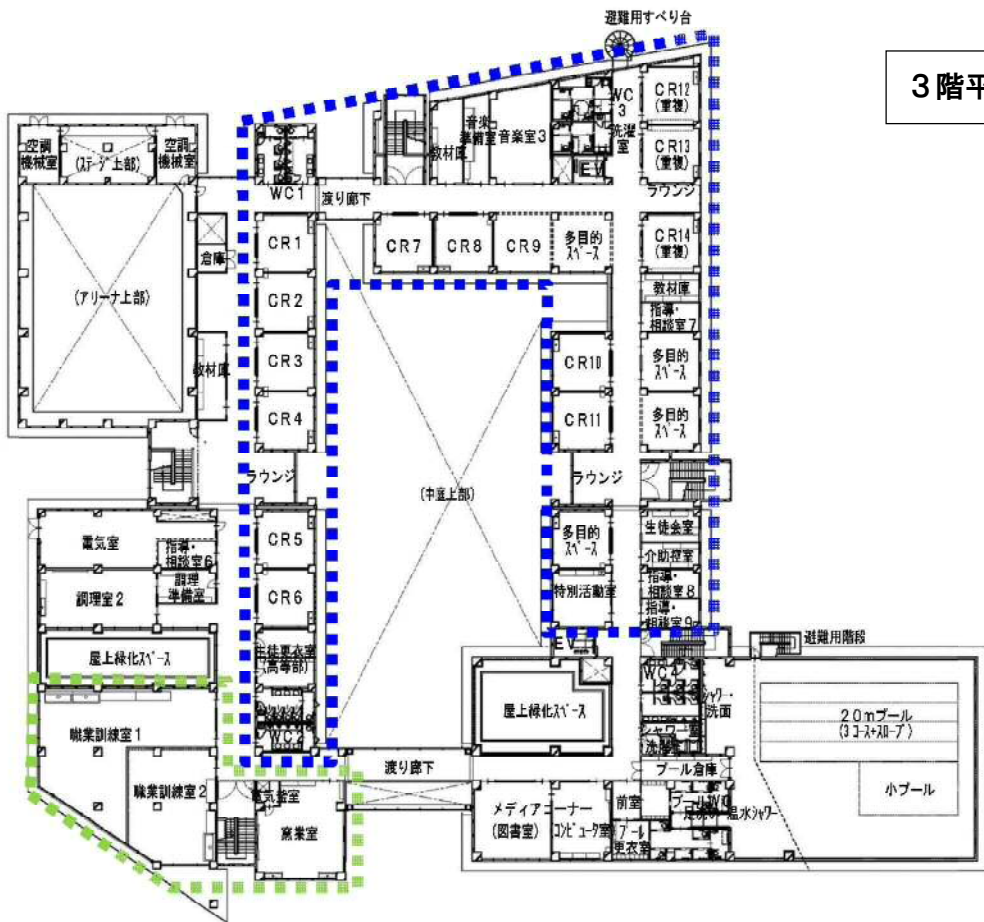 避難用すべり台
3階平
空調
機械室
(ステージ上部)
空調
機械室
WC1
渡り廊下
教材庫
音楽
準備室
音楽室3
WC
3
洗濯
室
EV
CR12
(重複)
CR13
(重複)
ラウンジ
倉庫
(アリーナ上部)
教材庫
CR1
CR2
CR3
CR4
ラウンジ
CR5
CR6
生徒更衣室
(高等部)
WC2
CR7
CR8
CR9
多目的
スペース
CR14
(重複)
教材庫
指導・
相談室7
CR10
多目的
スペース
CR11
多目的
スペース
(中庭上部)
ラウンジ
多目的
スペース
特別活動室
EV
生徒会室
介助控室
指導・
相談室8
指導・
相談室9
避難用階段
電気室
指導・
相談室6
調理室2
調理
準備室
屋上緑化スペース
職業訓練室1
職業訓練室2
窯業室
渡り廊下
屋上緑化スペース
WC4
シャワー・
洗面
シャワー室
プール倉庫
20mプール
(3コース+スロープ)
小プール
メディアコーナー
(図書室)
コンピュータ室
前室
プール
更衣室
プールWC
温水シャワー